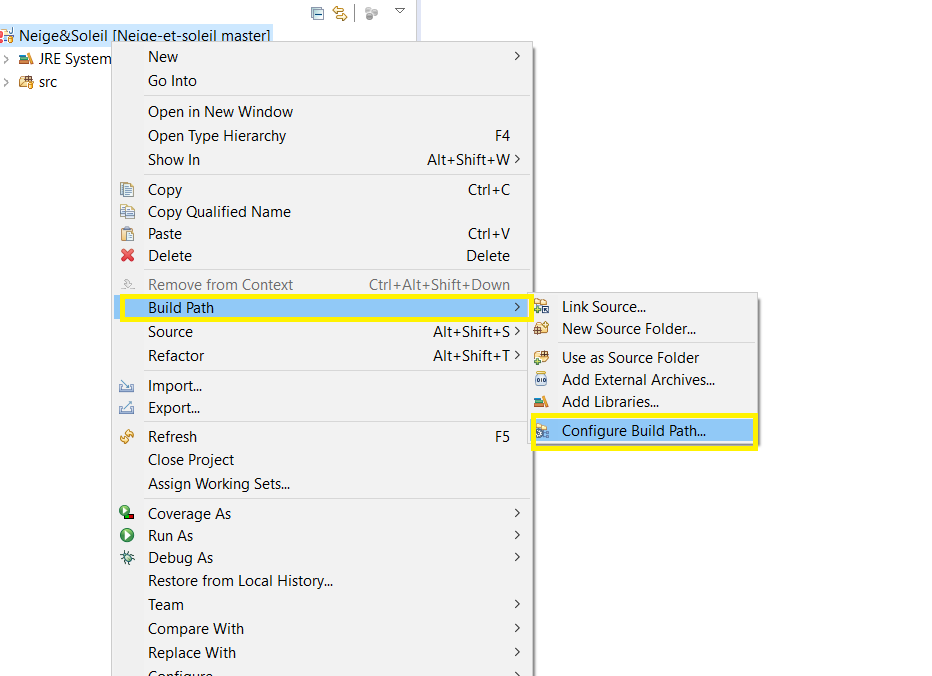 Neige&Soleil [Neige-et-soleil master]
JRE System
src
New
Go Into
Open in New Window
Open Type Hierarchy F4
Show In Alt+Shift+W
Copy Ctrl+C
Copy Qualified Name
Paste Ctrl+V
Delete Delete
Remove from Context Ctrl+Alt+Shift+Down
Build Path
Source Alt+Shift+S
Refactor Alt+Shift+T
Import...
Export...
Refresh F5
Close Project
Assign Working Sets...
Coverage As
Run As
Debug As
Restore from Local History...
Team
Compare With
Replace With
Configure
Link Source...
New Source Folder...
Use as Source Folder
Add External Archives...
Add Libraries...
Configure Build Path...